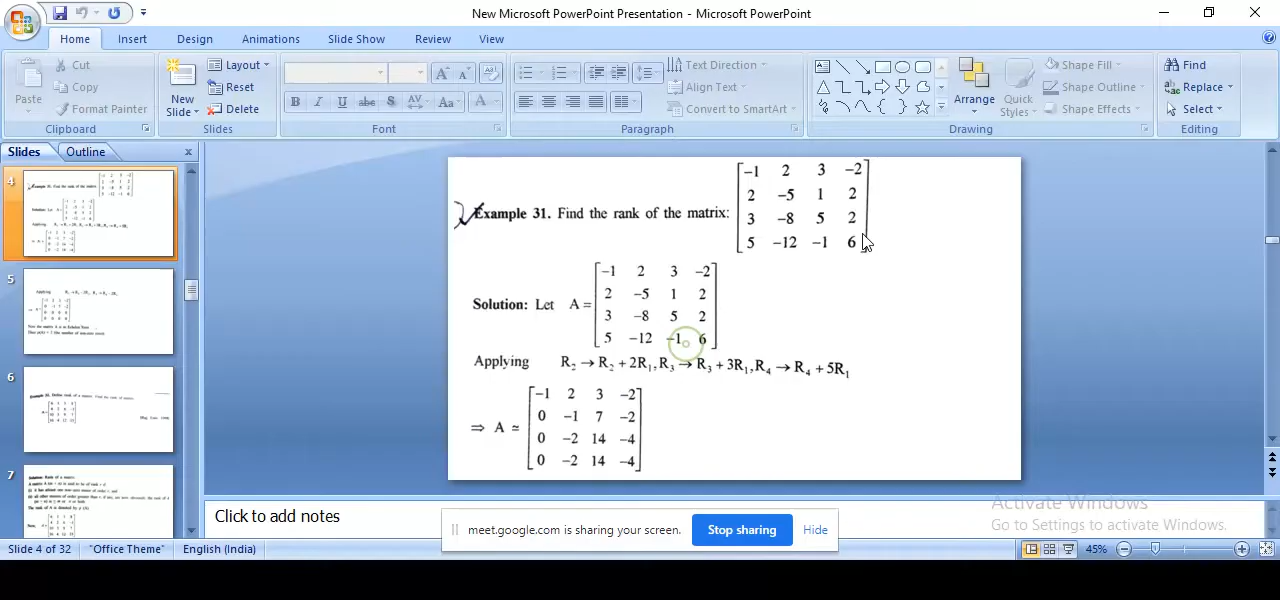 New Microsoft PowerPoint Presentation - Microsoft PowerPoint
Home Insert Design Animations Slide Show Review View
Paste Cut Copy Format Painter Clipboard
New Slide Layout Reset Delete Slides
B I U abc S AV Aa A Font
Text Direction Align Text Convert to SmartArt Paragraph
Arrange Quick Styles Shape Fill Shape Outline Shape Effects Drawing
Find Replace Select Editing
Slides Outline x
4
5
6
7
Example 31. Find the rank of the matrix:
-1 2 3 -2
2 -5 1 2
3 -8 5 2
5 -12 -1 6
Solution: Let A =
-1 2 3 -2
2 -5 1 2
3 -8 5 2
5 -12 -1 6
Applying R₂ → R₂ + 2R₁, R₃ → R₃ + 3R₁, R₄ → R₄ + 5R₁
⇒ A ≃
-1 2 3 -2
0 -1 7 -2
0 -2 14 -4
0 -2 14 -4
Activate Windows
Go to Settings to activate Windows.
Click to add notes
meet.google.com is sharing your screen. Stop sharing Hide
Slide 4 of 32 "Office Theme" English (India) 45%